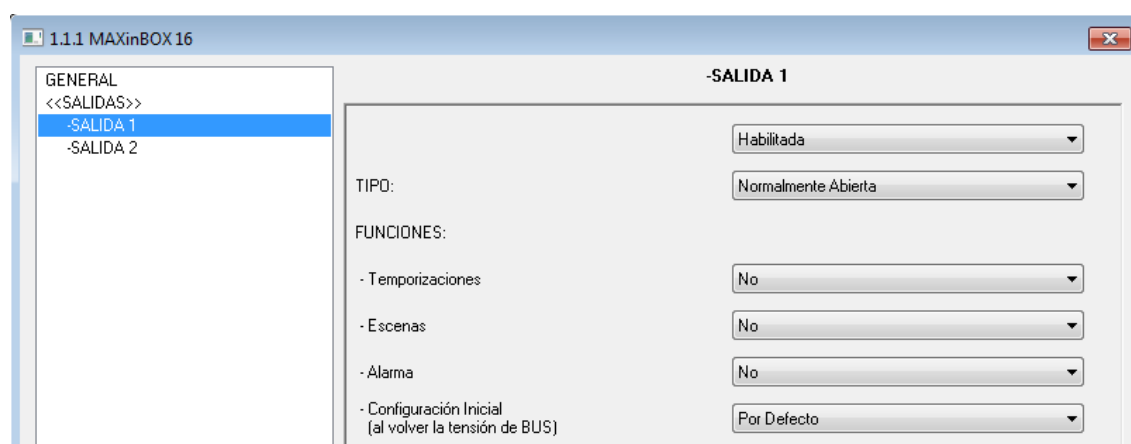 1.1.1 MAXinBOX 16
GENERAL
<<SALIDAS>>
-SALIDA 1
-SALIDA 2
-SALIDA 1
Habilitada
TIPO: Normalmente Abierta
FUNCIONES:
- Temporizaciones No
- Escenas No
- Alarma No
- Configuración Inicial
(al volver la tensión de BUS) Por Defecto